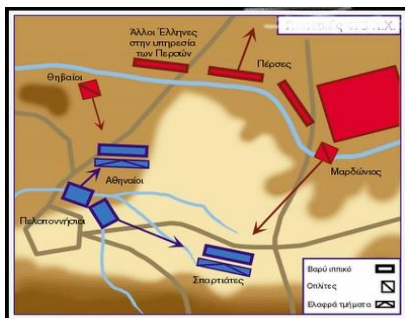 Άλλοι Έλληνες
στην υπηρεσία
των Περσών
Πέρσες
Θηβαίοι
Μαρδόνιος
Αθηναίοι
Πελοποννήσιοι
Σπαρτιάτες
Βαρύ ιππικό
Οπλίτες
Ελαφρά τμήματα